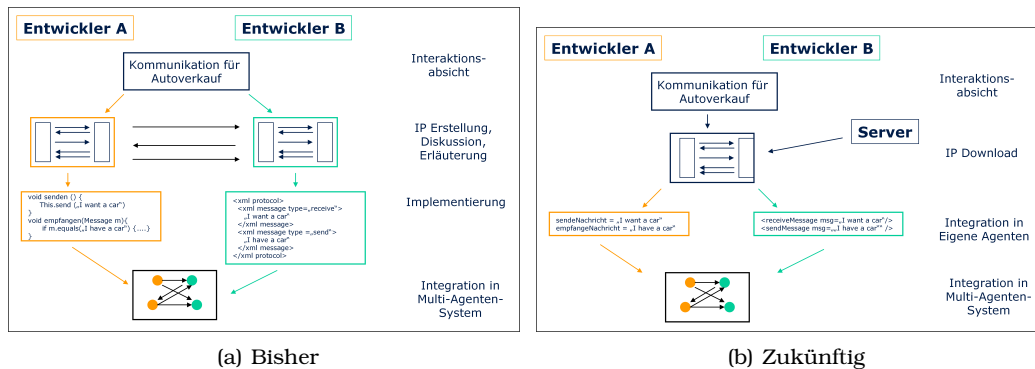 Entwickler A
Entwickler B
Kommunikation für
Autoverkauf
Interaktions-
absicht
IP Erstellung,
Diskussion,
Erläuterung
void senden () {
This.send („I want a car“)
}
void empfangen(Message m){
if m.equals(„I have a car“) {....}
}
<xml protocol>
<xml message type=„receive“>
„I want a car“
</xml message>
<xml message type =„send“>
„I have a car“
</xml message>
</xml protocol>
Implementierung
Integration in
Multi-Agenten-
System
(a) Bisher
Entwickler A
Entwickler B
Kommunikation für
Autoverkauf
Interaktions-
absicht
Server
IP Download
sendeNachricht = „I want a car“
empfangeNachricht = „I have a car“
<receiveMessage msg=„I want a car“/>
<sendMessage msg=„I have a car“" />
Integration in
Eigene Agenten
Integration in
Multi-Agenten-
System
(b) Zukünftig